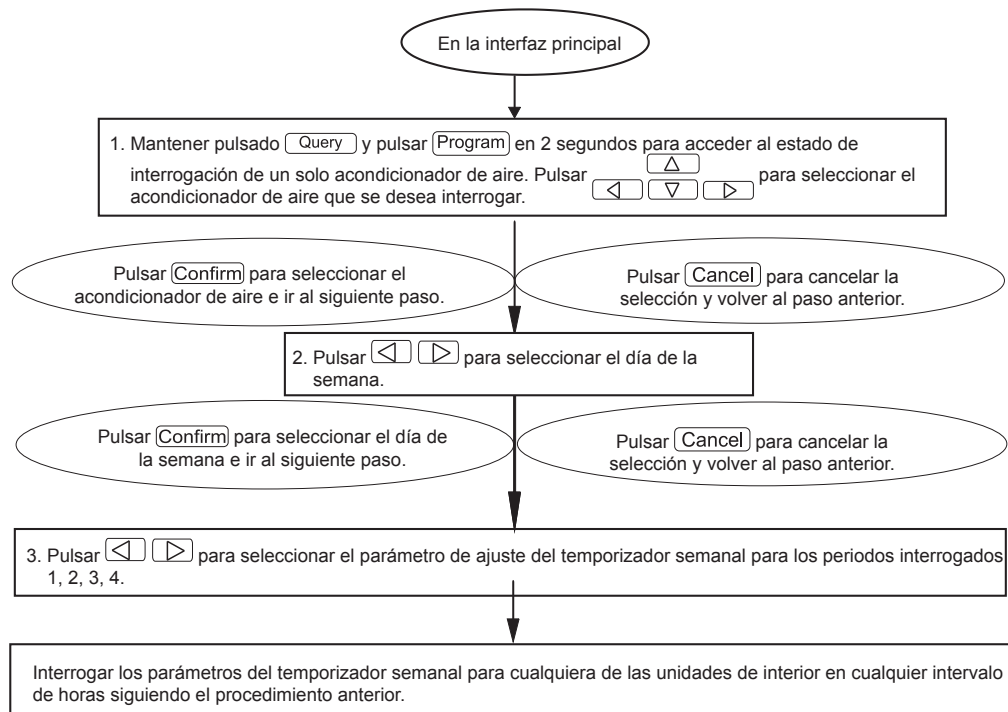 En la interfaz principal
1. Mantener pulsado Query y pulsar Program en 2 segundos para acceder al estado de
interrogación de un solo acondicionador de aire. Pulsar para seleccionar el
acondicionador de aire que se desea interrogar.
Pulsar Confirm para seleccionar el
acondicionador de aire e ir al siguiente paso.
Pulsar Cancel para cancelar la
selección y volver al paso anterior.
2. Pulsar para seleccionar el día de la
semana.
Pulsar Confirm para seleccionar el día de
la semana e ir al siguiente paso.
Pulsar Cancel para cancelar la
selección y volver al paso anterior.
3. Pulsar para seleccionar el parámetro de ajuste del temporizador semanal para los periodos interrogados
1, 2, 3, 4.
Interrogar los parámetros del temporizador semanal para cualquiera de las unidades de interior en cualquier intervalo
de horas siguiendo el procedimiento anterior.